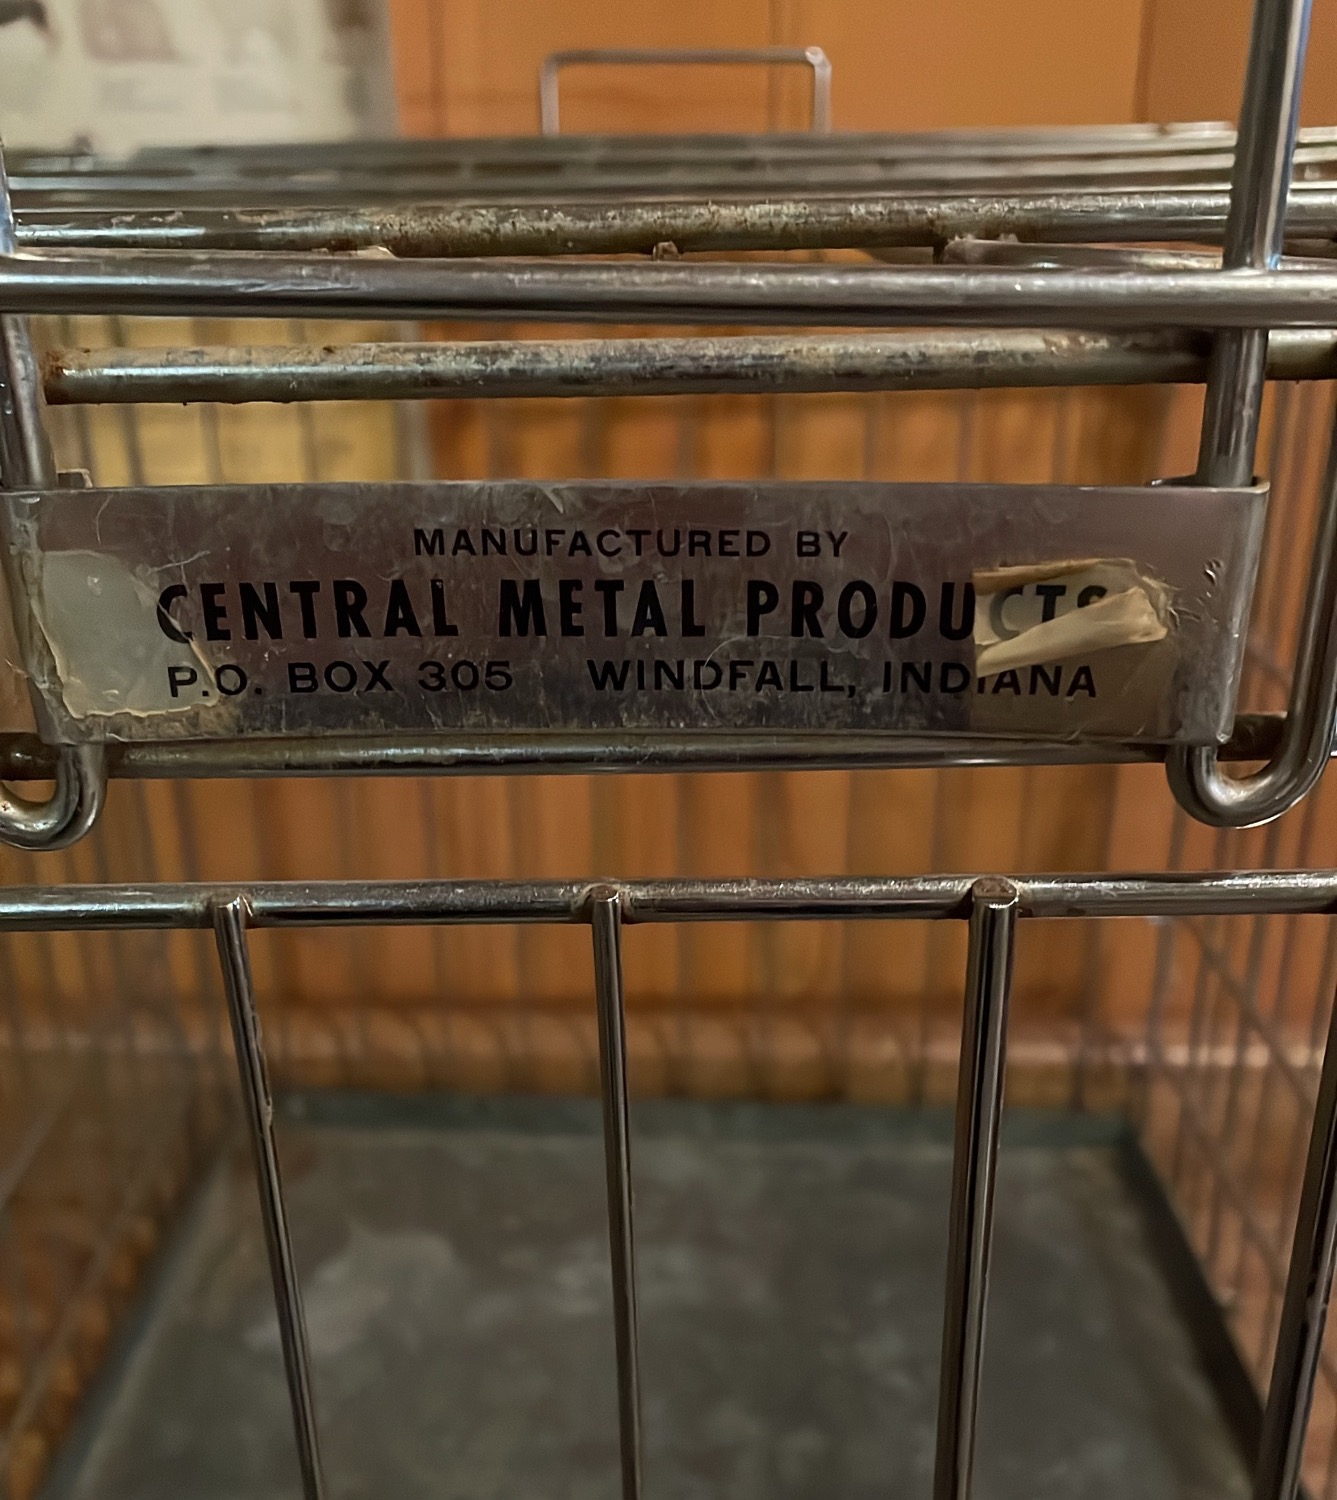 MANUFACTURED BY
CENTRAL METAL PRODUCTS
P.O. BOX 305 WINDFALL, INDIANA